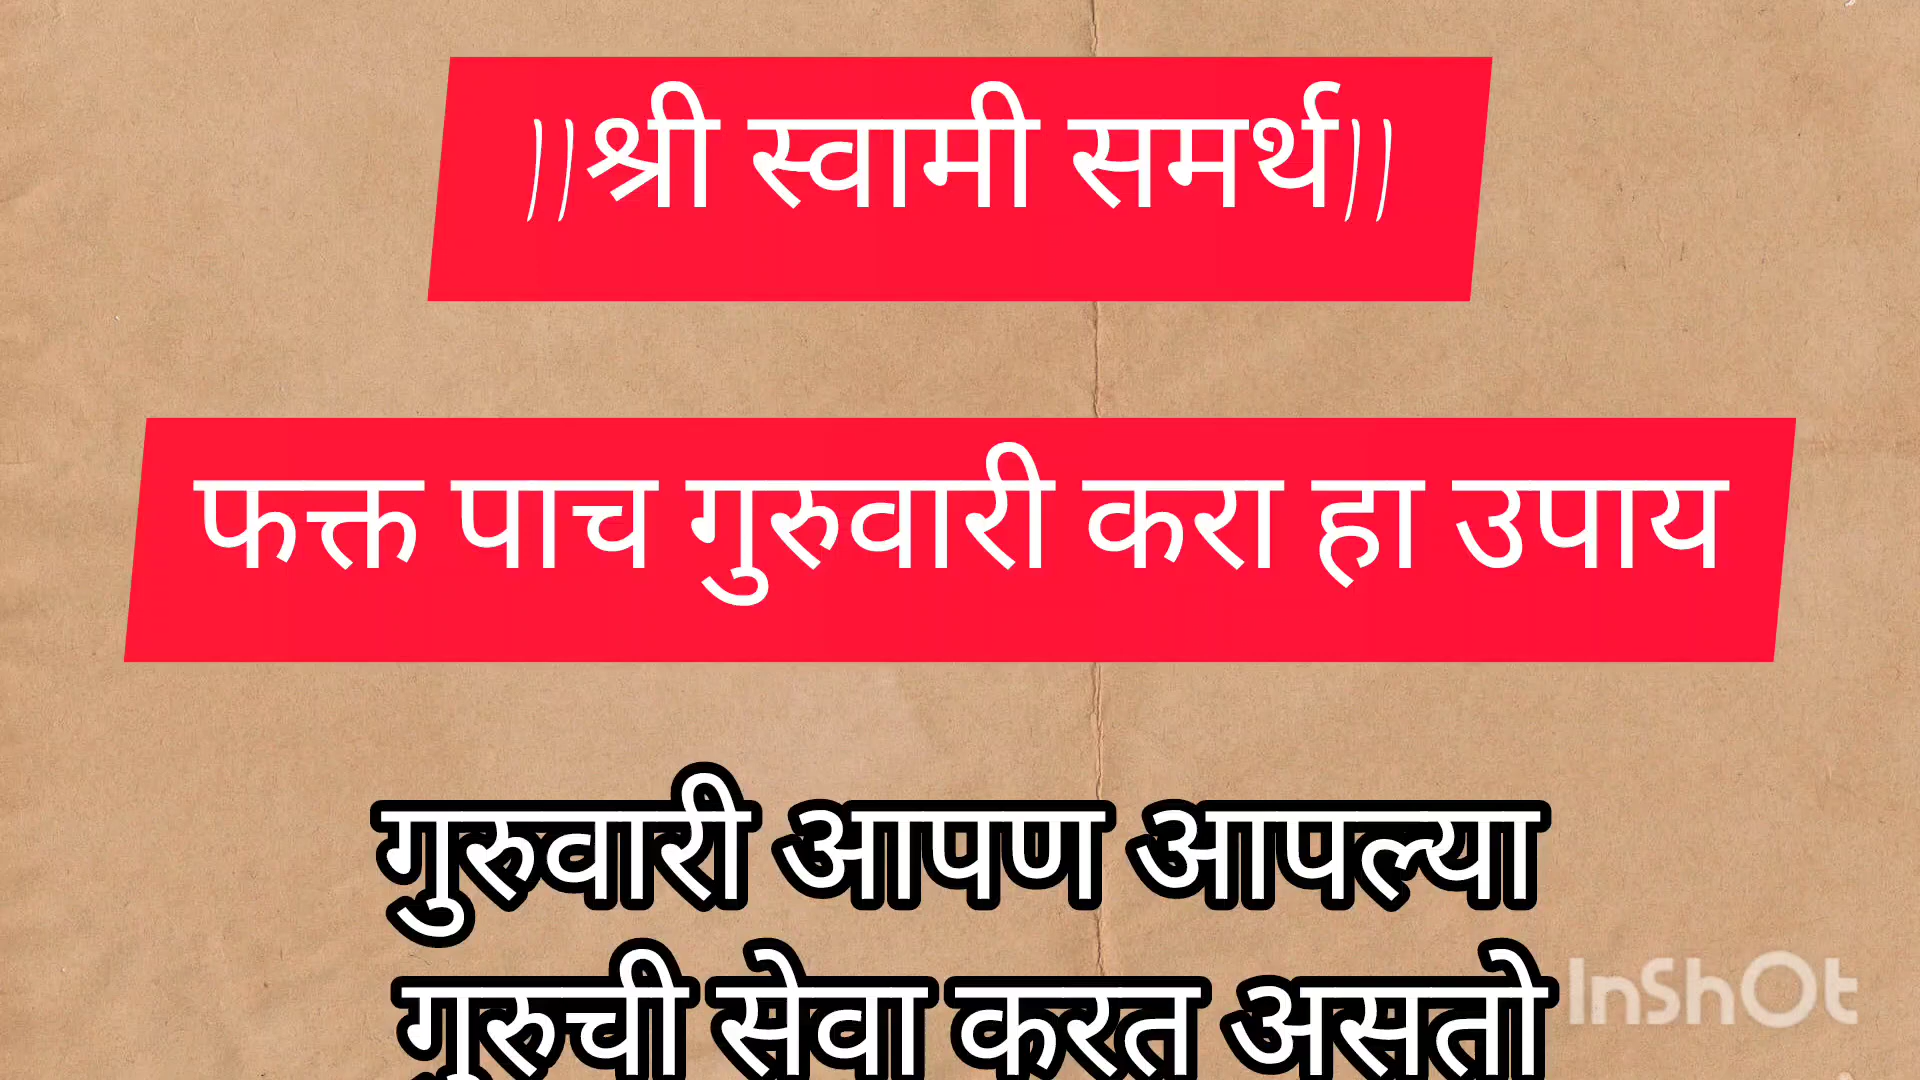 ))श्री स्वामी समर्थ))
फक्त पाच गुरुवारी करा हा उपाय
गुरुवारी आपण आपल्या
गुरुची सेवा करत असतो
InShOt